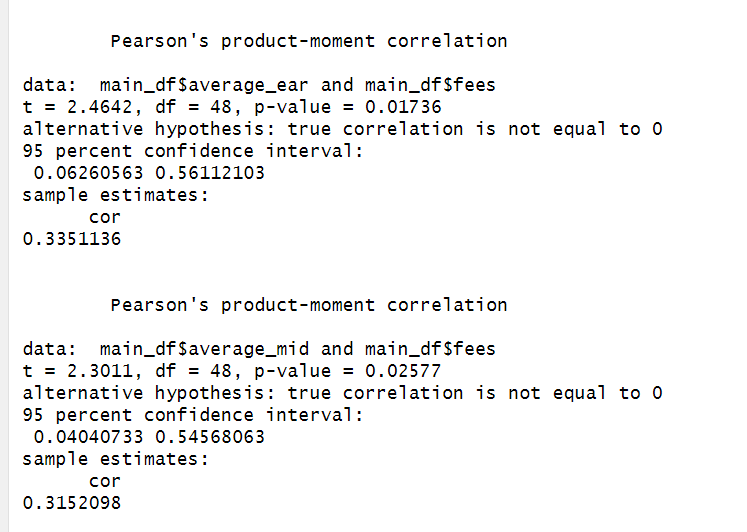 Pearson's product-moment correlation
data:  main_df$average_ear and main_df$fees
t = 2.4642, df = 48, p-value = 0.01736
alternative hypothesis: true correlation is not equal to 0
95 percent confidence interval:
 0.06260563 0.56112103
sample estimates:
      cor
0.3351136
Pearson's product-moment correlation
data:  main_df$average_mid and main_df$fees
t = 2.3011, df = 48, p-value = 0.02577
alternative hypothesis: true correlation is not equal to 0
95 percent confidence interval:
 0.04040733 0.54568063
sample estimates:
      cor
0.3152098